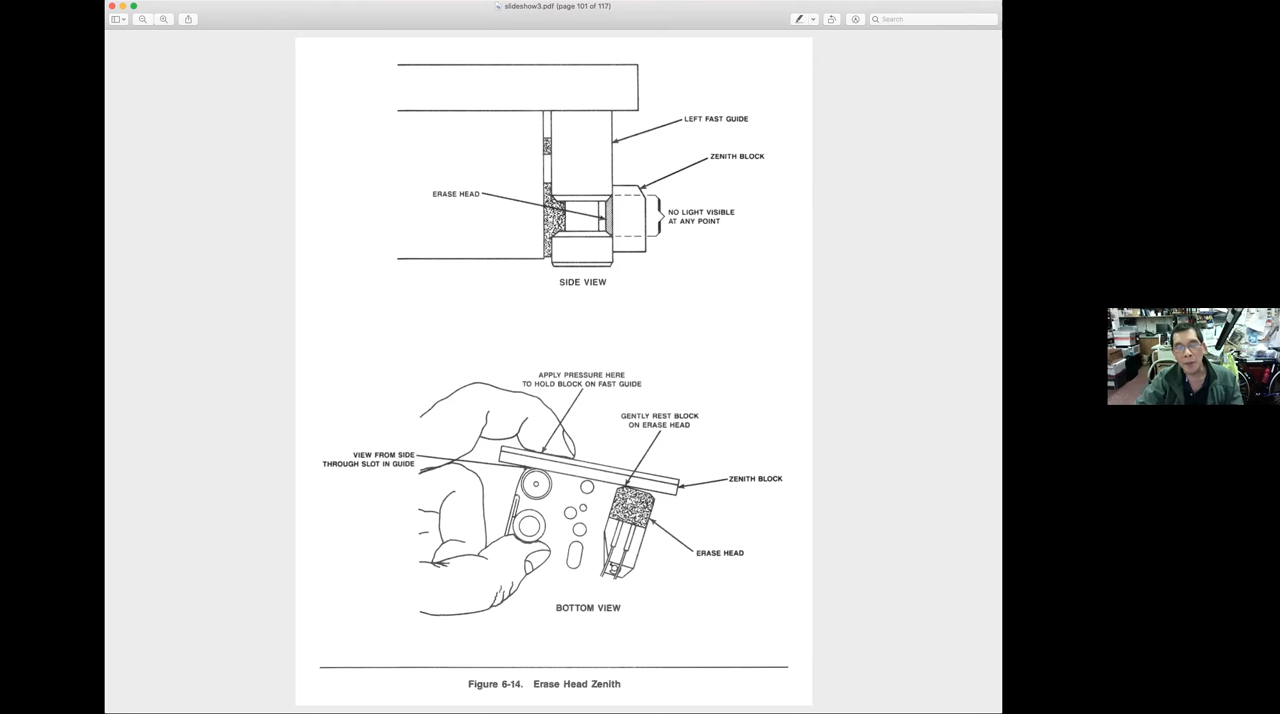 slideshow3.pdf (page 101 of 117)
Search
LEFT FAST GUIDE
ZENITH BLOCK
ERASE HEAD
NO LIGHT VISIBLE
AT ANY POINT
SIDE VIEW
APPLY PRESSURE HERE
TO HOLD BLOCK ON FAST GUIDE
GENTLY REST BLOCK
ON ERASE HEAD
VIEW FROM SIDE
THROUGH SLOT IN GUIDE
ZENITH BLOCK
ERASE HEAD
BOTTOM VIEW
Figure 6-14. Erase Head Zenith